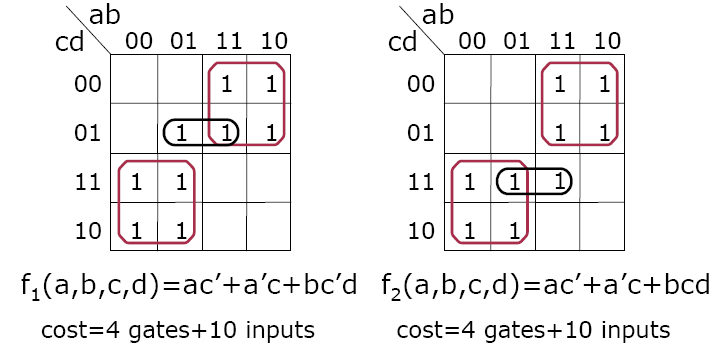 ab
cd 00 01 11 10
00 1 1
01 1 1 1
11 1 1
10 1 1
f₁(a,b,c,d)=ac′+a′c+bc′d
cost=4 gates+10 inputs
ab
cd 00 01 11 10
00 1 1
01 1 1
11 1 1 1
10 1 1
f₂(a,b,c,d)=ac′+a′c+bcd
cost=4 gates+10 inputs